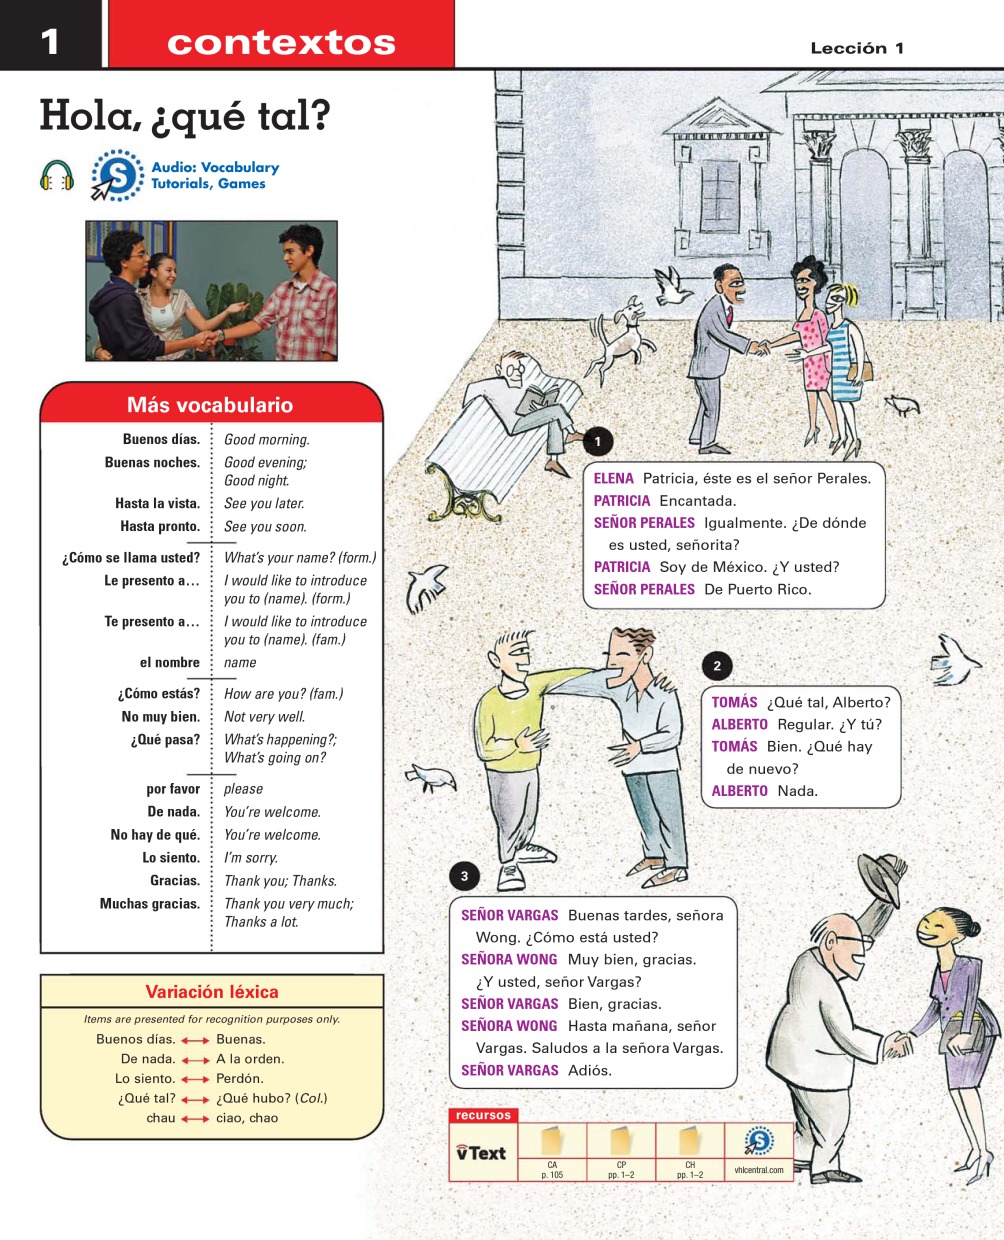 1
contextos
Lección 1
Hola, ¿qué tal?
S
Audio: Vocabulary
Tutorials, Games
Más vocabulario
Buenos días. Good morning.
Buenas noches. Good evening;
Good night.
Hasta la vista. See you later.
Hasta pronto. See you soon.
¿Cómo se llama usted? What's your name? (form.)
Le presento a… I would like to introduce
you to (name). (form.)
Te presento a… I would like to introduce
you to (name). (fam.)
el nombre name
¿Cómo estás? How are you? (fam.)
No muy bien. Not very well.
¿Qué pasa? What's happening?;
What's going on?
por favor please
De nada. You're welcome.
No hay de qué. You're welcome.
Lo siento. I'm sorry.
Gracias. Thank you; Thanks.
Muchas gracias. Thank you very much;
Thanks a lot.
Variación léxica
Items are presented for recognition purposes only.
Buenos días. ↔ Buenas.
De nada. ↔ A la orden.
Lo siento. ↔ Perdón.
¿Qué tal? ↔ ¿Qué hubo? (Col.)
chau ↔ ciao, chao
1
ELENA Patricia, éste es el señor Perales.
PATRICIA Encantada.
SEÑOR PERALES Igualmente. ¿De dónde
es usted, señorita?
PATRICIA Soy de México. ¿Y usted?
SEÑOR PERALES De Puerto Rico.
2
TOMÁS ¿Qué tal, Alberto?
ALBERTO Regular. ¿Y tú?
TOMÁS Bien. ¿Qué hay
de nuevo?
ALBERTO Nada.
3
SEÑOR VARGAS Buenas tardes, señora
Wong. ¿Cómo está usted?
SEÑORA WONG Muy bien, gracias.
¿Y usted, señor Vargas?
SEÑOR VARGAS Bien, gracias.
SEÑORA WONG Hasta mañana, señor
Vargas. Saludos a la señora Vargas.
SEÑOR VARGAS Adiós.
recursos
vText
CA
p. 105
CP
pp. 1–2
CH
pp. 1–2
S
vhlcentral.com